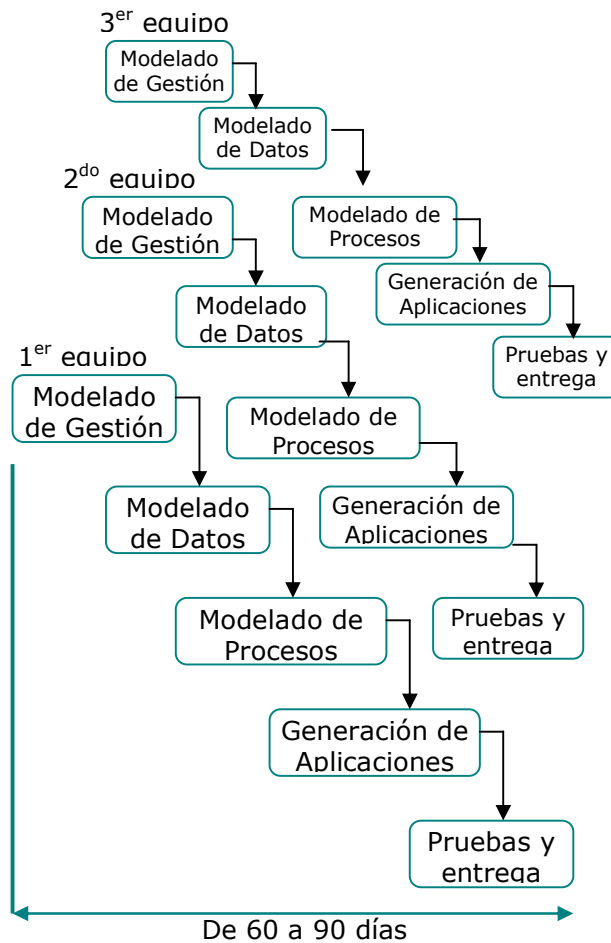 3er equipo
Modelado
de Gestión
Modelado
de Datos
Modelado de
Procesos
Generación de
Aplicaciones
Pruebas y
entrega
2do equipo
Modelado
de Gestión
Modelado
de Datos
Modelado de
Procesos
Generación de
Aplicaciones
Pruebas y
entrega
1er equipo
Modelado
de Gestión
Modelado
de Datos
Modelado de
Procesos
Generación de
Aplicaciones
Pruebas y
entrega
De 60 a 90 días